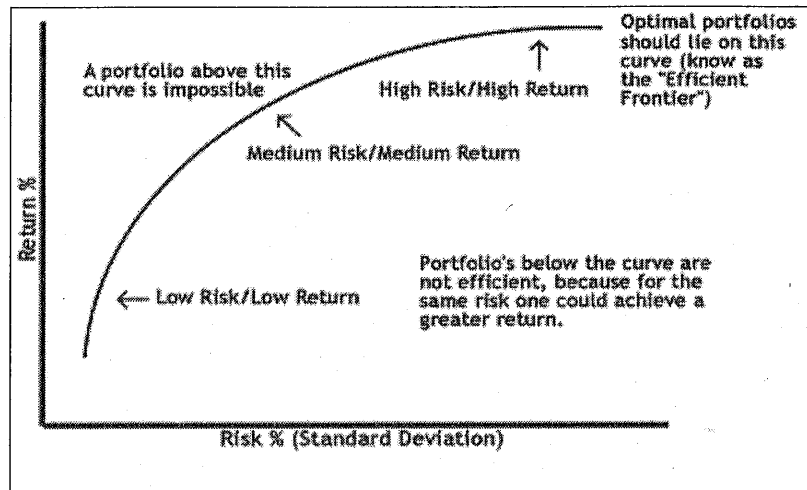 Optimal portfolios
should lie on this
curve (know as
the "Efficient
Frontier")
A portfolio above this
curve is impossible
High Risk/High Return
Medium Risk/Medium Return
Return %
Portfolio's below the curve are
not efficient, because for the
same risk one could achieve a
greater return.
Low Risk/Low Return
Risk % (Standard Deviation)